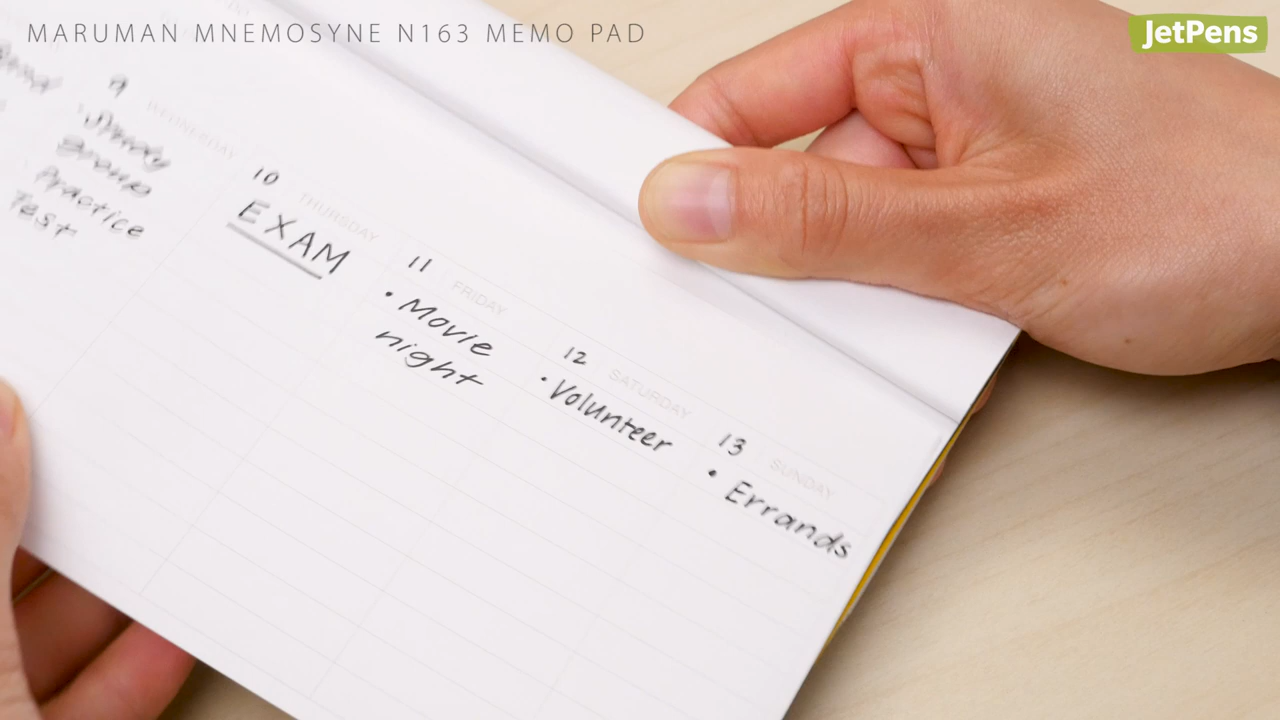 MARUMAN MNEMOSYNE N163 MEMO PAD
JetPens
9
WEDNESDAY
Study
group
Practice
Test
10
THURSDAY
EXAM
11
FRIDAY
• Movie
night
12
SATURDAY
• Volunteer
13
SUNDAY
• Errands